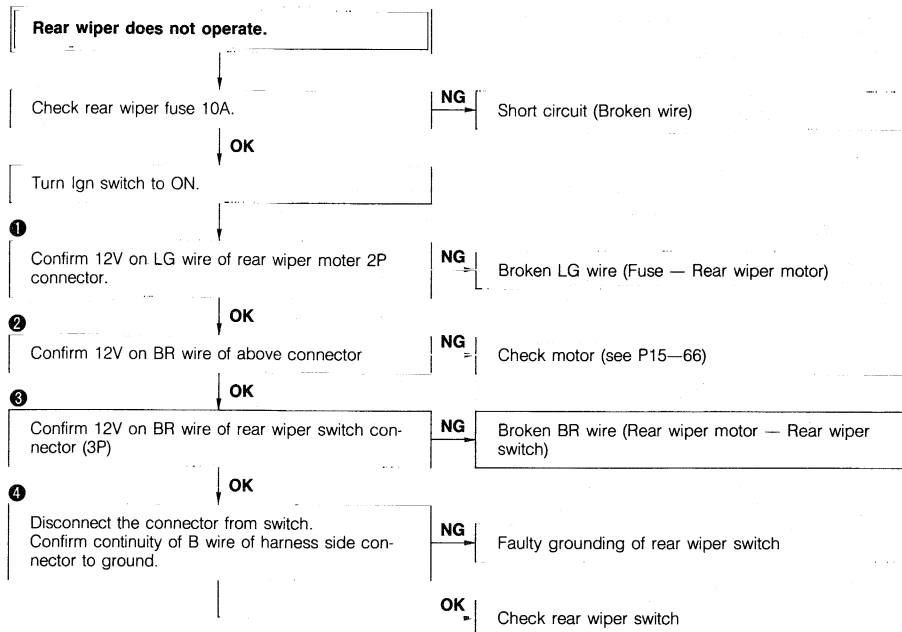 Rear wiper does not operate.
Check rear wiper fuse 10A.
NG
Short circuit (Broken wire)
OK
Turn Ign switch to ON.
1
Confirm 12V on LG wire of rear wiper moter 2P
connector.
NG
Broken LG wire (Fuse — Rear wiper motor)
OK
2
Confirm 12V on BR wire of above connector
NG
Check motor (see P15—66)
OK
3
Confirm 12V on BR wire of rear wiper switch con-
nector (3P)
NG
Broken BR wire (Rear wiper motor — Rear wiper
switch)
OK
4
Disconnect the connector from switch.
Confirm continuity of B wire of harness side con-
nector to ground.
NG
Faulty grounding of rear wiper switch
OK
Check rear wiper switch